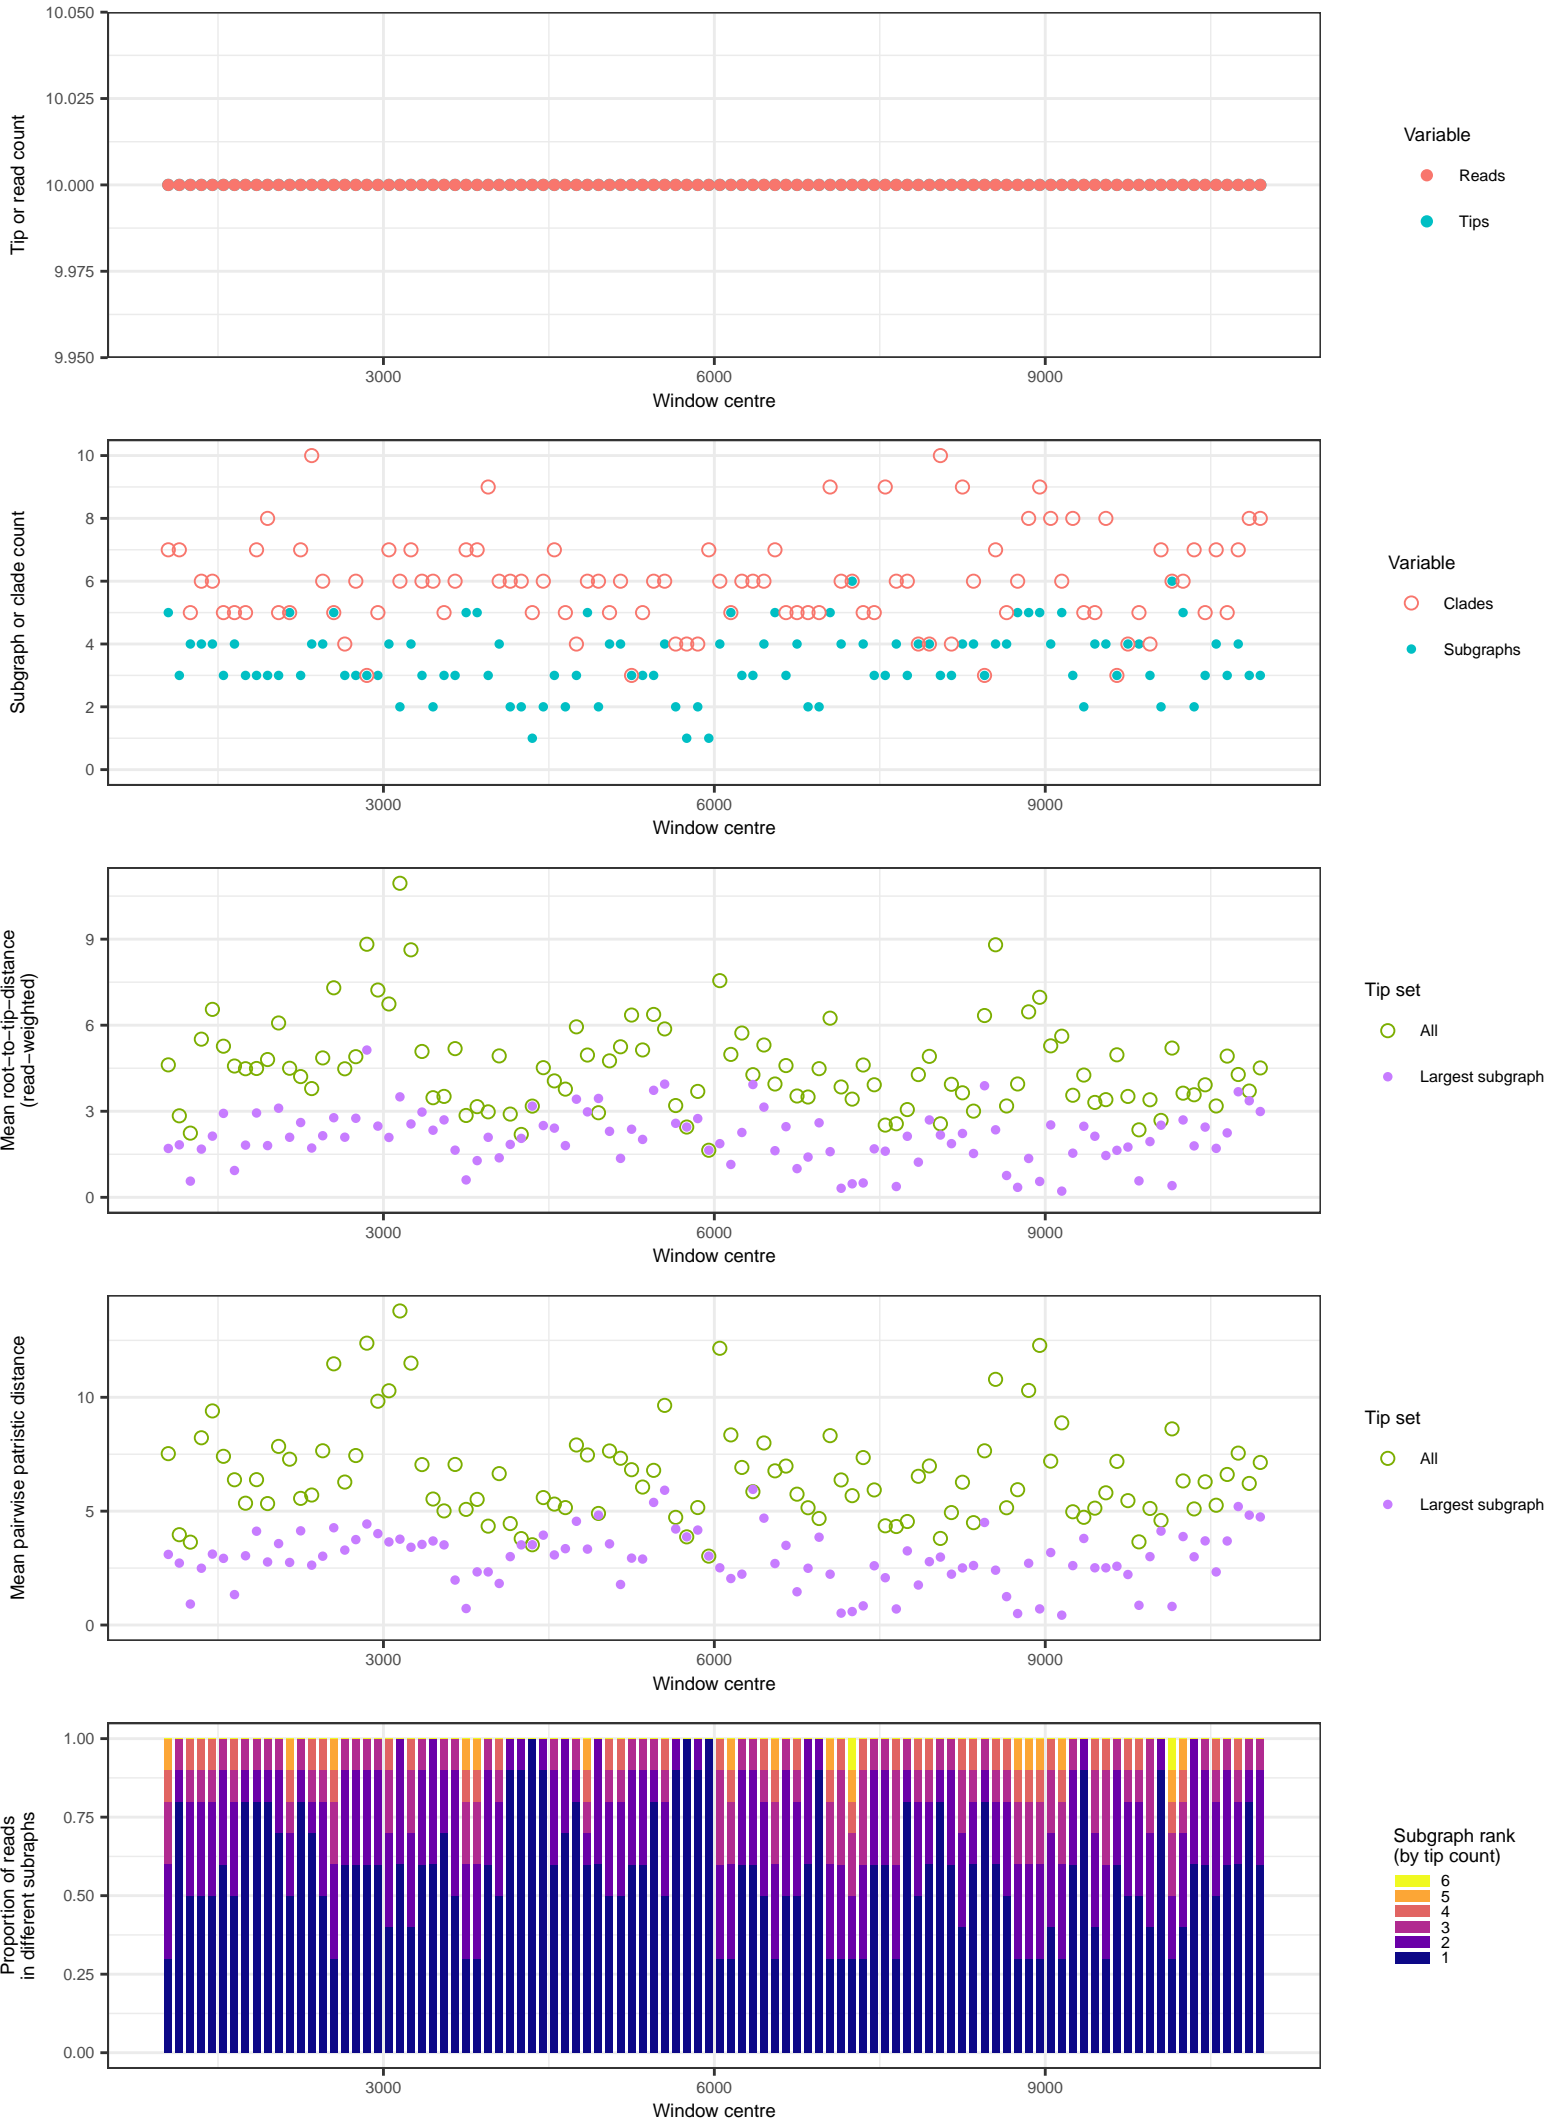 10.050
10.025
10.000
9.975
9.950
Tip or read count
3000 6000 9000
Window centre
Variable
Reads
Tips
10
8
6
4
2
0
Subgraph or clade count
3000 6000 9000
Window centre
Variable
Clades
Subgraphs
9
6
3
0
Mean root−to−tip−distance
(read−weighted)
3000 6000 9000
Window centre
Tip set
All
Largest subgraph
10
5
0
Mean pairwise patristic distance
3000 6000 9000
Window centre
Tip set
All
Largest subgraph
1.00
0.75
0.50
0.25
0.00
Proportion of reads
in different subraphs
3000 6000 9000
Window centre
Subgraph rank
(by tip count)
6
5
4
3
2
1